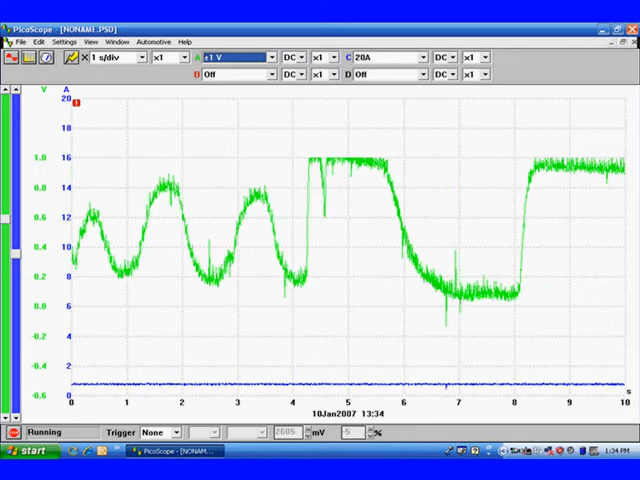 PicoScope - [NONAME.PSD]
File Edit Settings View Window Automotive Help
1 s/div x1 A ±1 V DC x1 C 20A DC x1
B Off DC x1 D Off DC x1
V A
20
18
1.0 16
0.8 14
0.6 12
0.4 10
0.2 8
0.0 6
-0.2 4
-0.4 2
-0.6 0
s
0 1 2 3 4 5 6 7 8 9 10
10Jan2007 13:34
Running Trigger None 2605 mV -5 %
start PicoScope - [NONAM... 1:34 PM